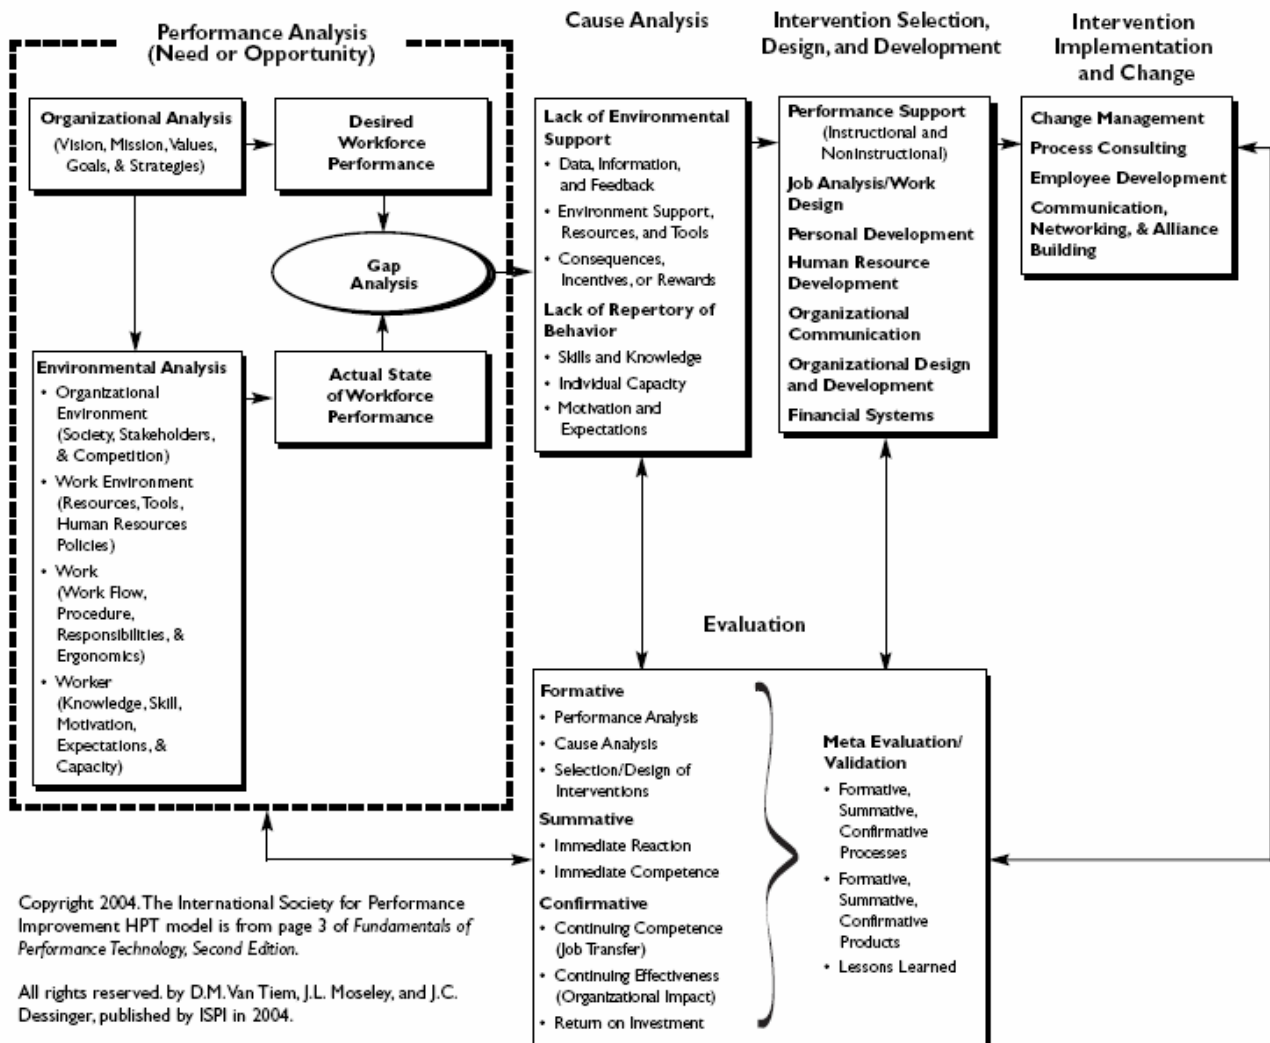 Performance Analysis
(Need or Opportunity)
Organizational Analysis
(Vision, Mission, Values,
Goals, & Strategies)
Desired
Workforce
Performance
Gap
Analysis
Environmental Analysis
• Organizational
Environment
(Society, Stakeholders,
& Competition)
• Work Environment
(Resources, Tools,
Human Resources
Policies)
• Work
(Work Flow,
Procedure,
Responsibilities, &
Ergonomics)
• Worker
(Knowledge, Skill,
Motivation,
Expectations, &
Capacity)
Actual State
of Workforce
Performance
Cause Analysis
Lack of Environmental
Support
• Data, Information,
and Feedback
• Environment Support,
Resources, and Tools
• Consequences,
Incentives, or Rewards
Lack of Repertory of
Behavior
• Skills and Knowledge
• Individual Capacity
• Motivation and
Expectations
Intervention Selection,
Design, and Development
Performance Support
(Instructional and
Noninstructional)
Job Analysis/Work
Design
Personal Development
Human Resource
Development
Organizational
Communication
Organizational Design
and Development
Financial Systems
Intervention
Implementation
and Change
Change Management
Process Consulting
Employee Development
Communication,
Networking, & Alliance
Building
Evaluation
Formative
• Performance Analysis
• Cause Analysis
• Selection/Design of
Interventions
Summative
• Immediate Reaction
• Immediate Competence
Confirmative
• Continuing Competence
(Job Transfer)
• Continuing Effectiveness
(Organizational Impact)
• Return on Investment
Meta Evaluation/
Validation
• Formative,
Summative,
Confirmative
Processes
• Formative,
Summative,
Confirmative
Products
• Lessons Learned
Copyright 2004. The International Society for Performance
Improvement HPT model is from page 3 of Fundamentals of
Performance Technology, Second Edition.
All rights reserved. by D.M. Van Tiem, J.L. Moseley, and J.C.
Dessinger, published by ISPI in 2004.